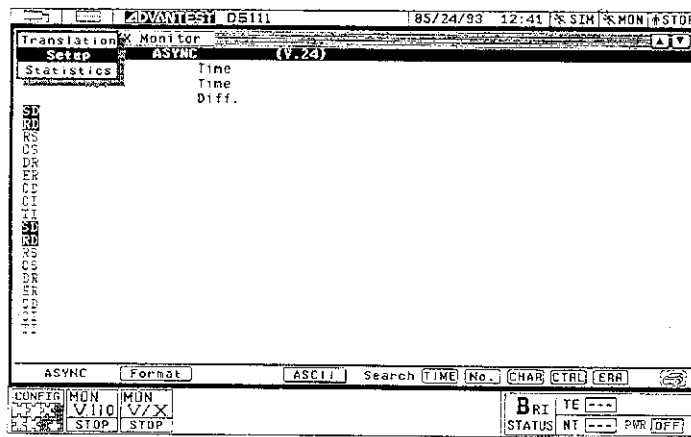 ADVANTEST D5111 05/24/93 12:41 SIM MON STOP
Translation
X Monitor
Setup
ASYNC (V.24)
Statistics
Time
Time
Diff.
SD
RD
RS
CS
DR
ER
CD
CI
TI
SD
RD
RS
CS
DR
ER
CD
CI
TI
ASYNC Format ASCII Search TIME No. CHAR CTRL ERR
CONFIG MON V.110 STOP MON V/X STOP
BRI STATUS TE --- NT --- PWR OFF